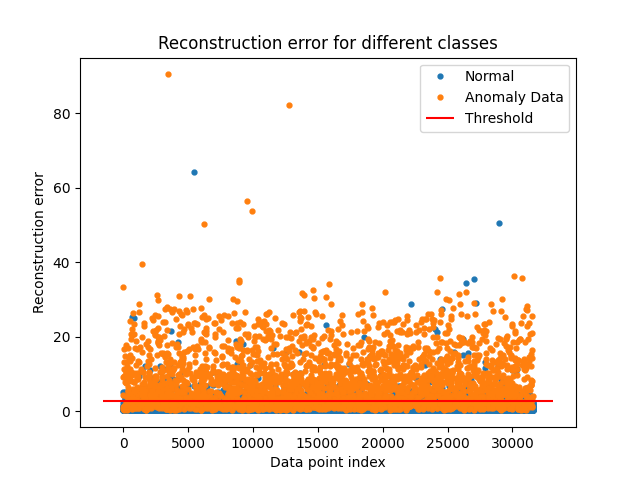 Reconstruction error for different classes
Normal
Anomaly Data
Threshold
Reconstruction error
80
60
40
20
0
0 5000 10000 15000 20000 25000 30000
Data point index